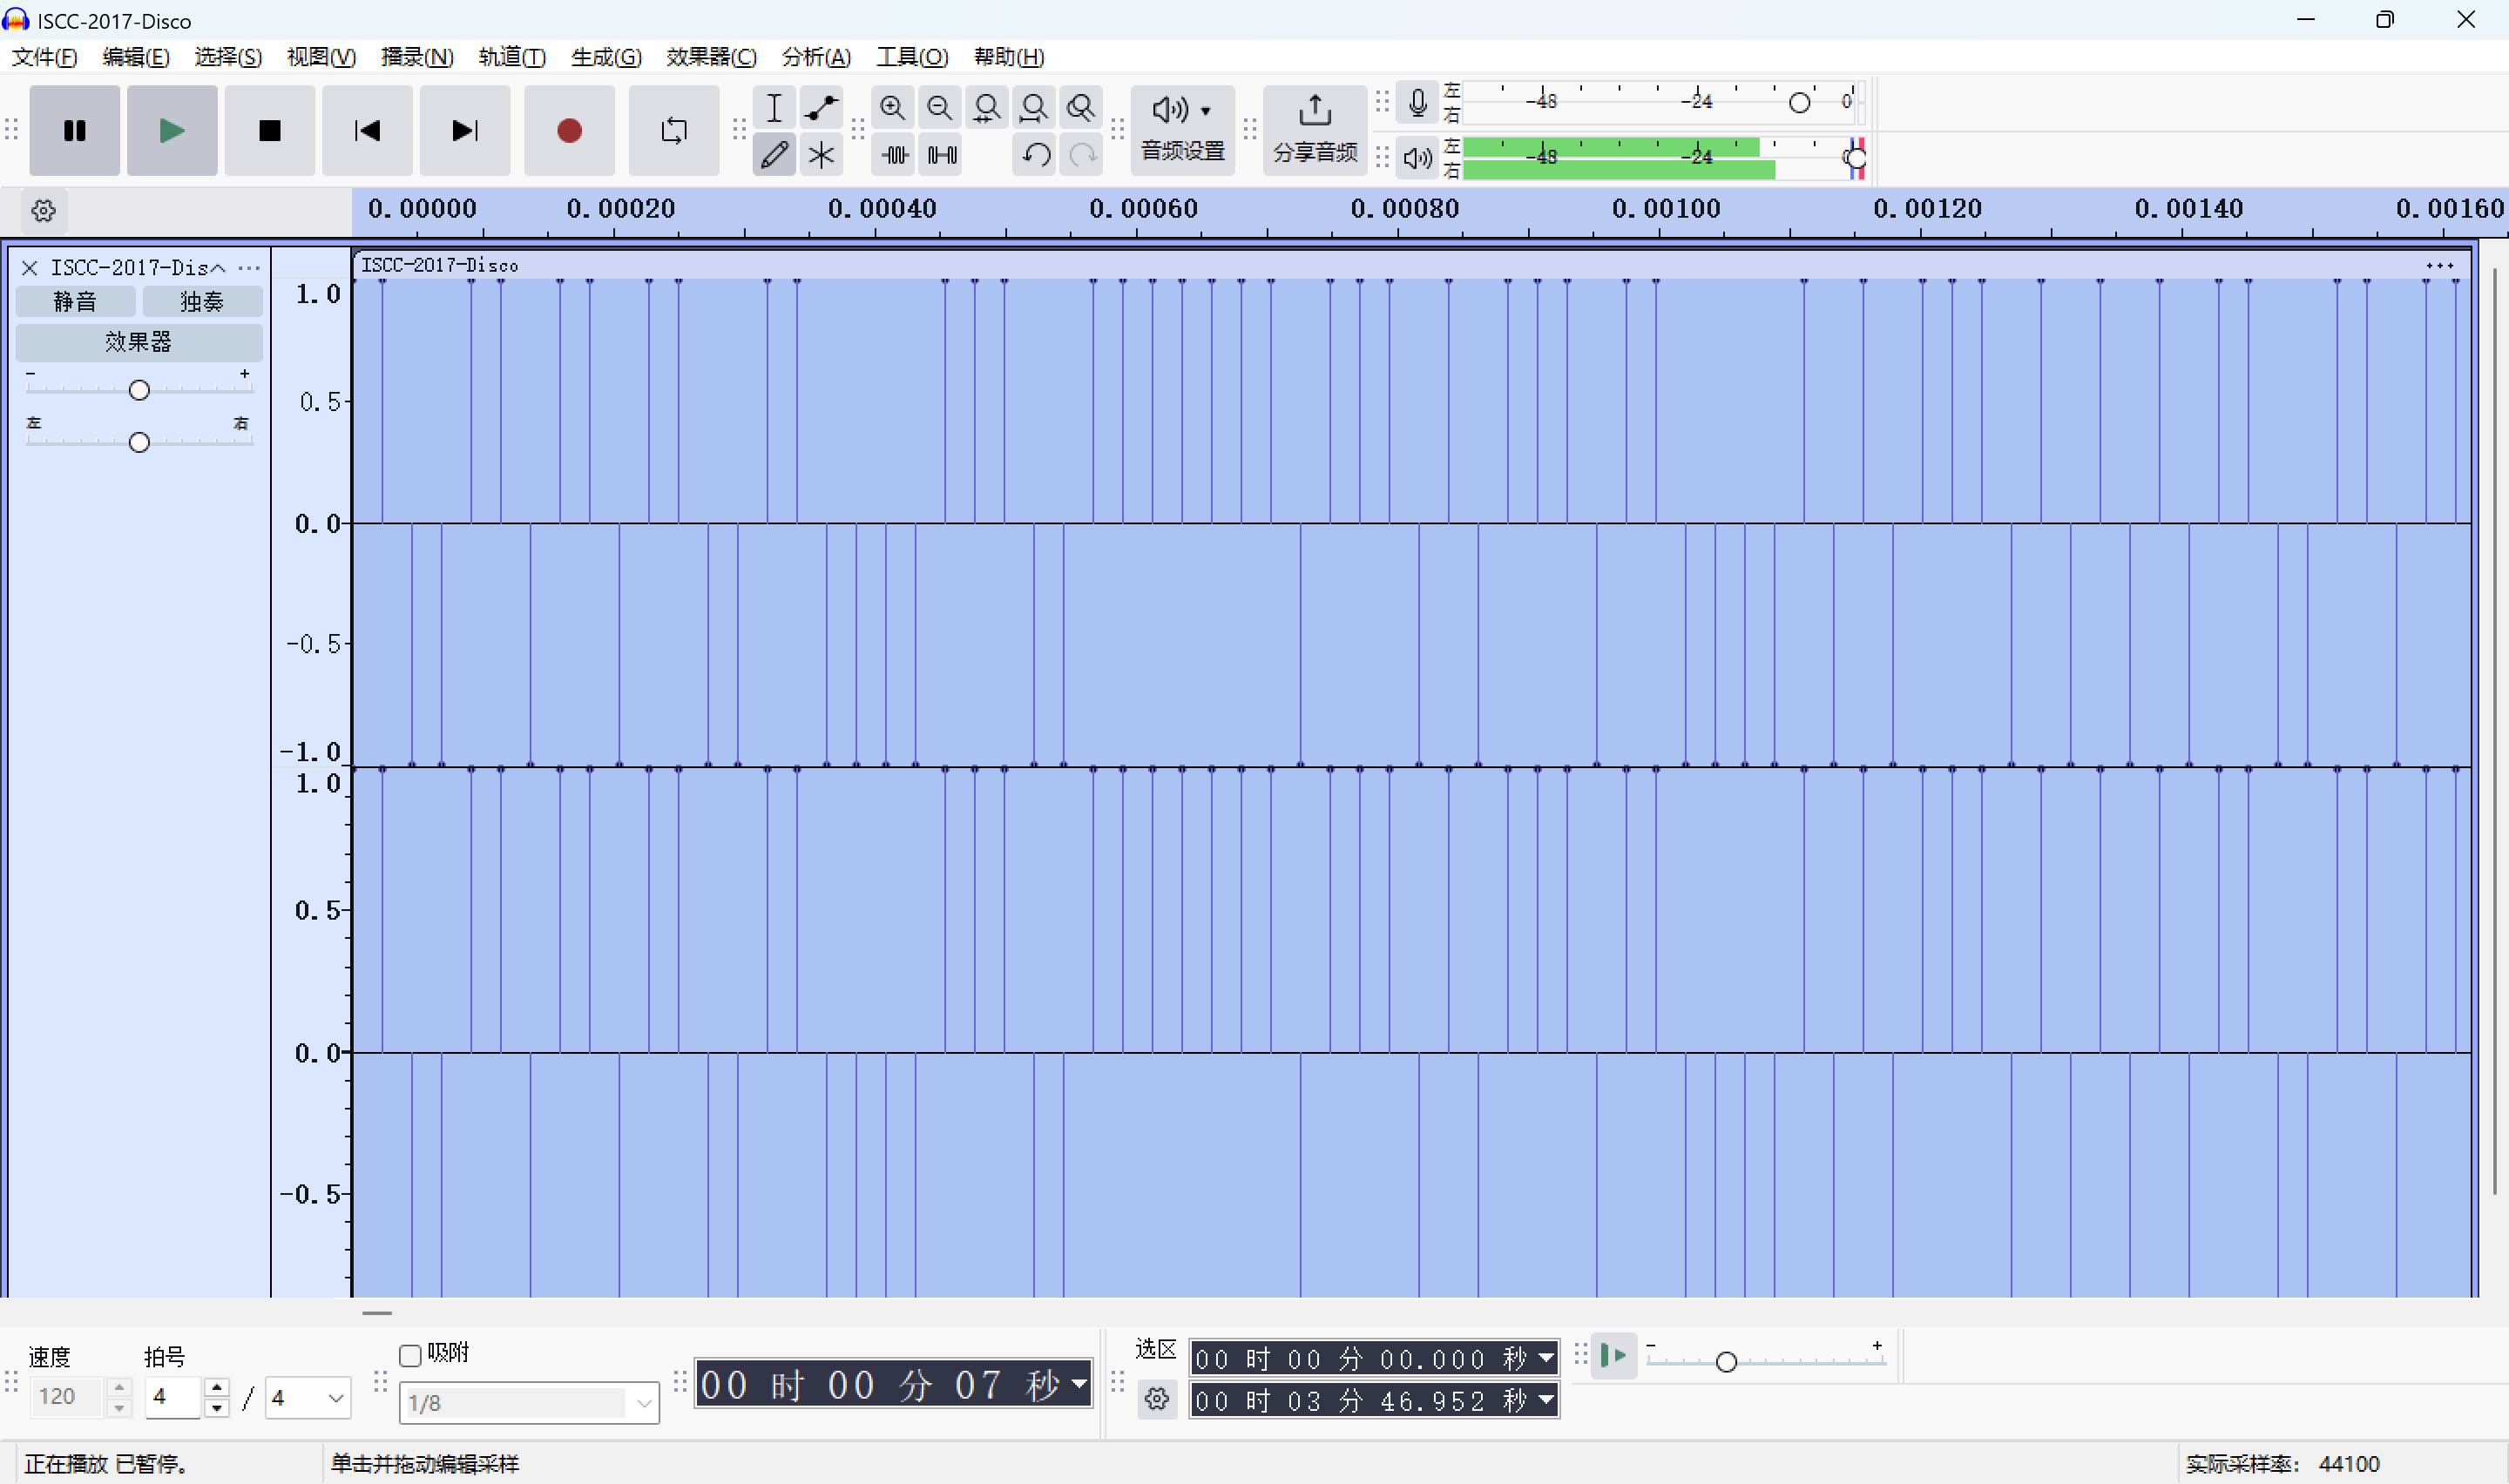 ISCC-2017-Disco
文件(F) 编辑(E) 选择(S) 视图(V) 播录(N) 轨道(T) 生成(G) 效果器(C) 分析(A) 工具(O) 帮助(H)
音频设置 分享音频
左 右 -48 -24 0
左 右 -48 -24 0
0.00000 0.00020 0.00040 0.00060 0.00080 0.00100 0.00120 0.00140 0.00160
ISCC-2017-Dis ISCC-2017-Disco
静音 独奏
效果器
- +
左 右
1.0
0.5
0.0
-0.5
-1.0
1.0
0.5
0.0
-0.5
速度 拍号 吸附 选区
120 4 / 4 1/8
00 时 00 分 07 秒
00 时 00 分 00.000 秒
00 时 03 分 46.952 秒
- +
正在播放 已暂停。 单击并拖动编辑采样 实际采样率: 44100